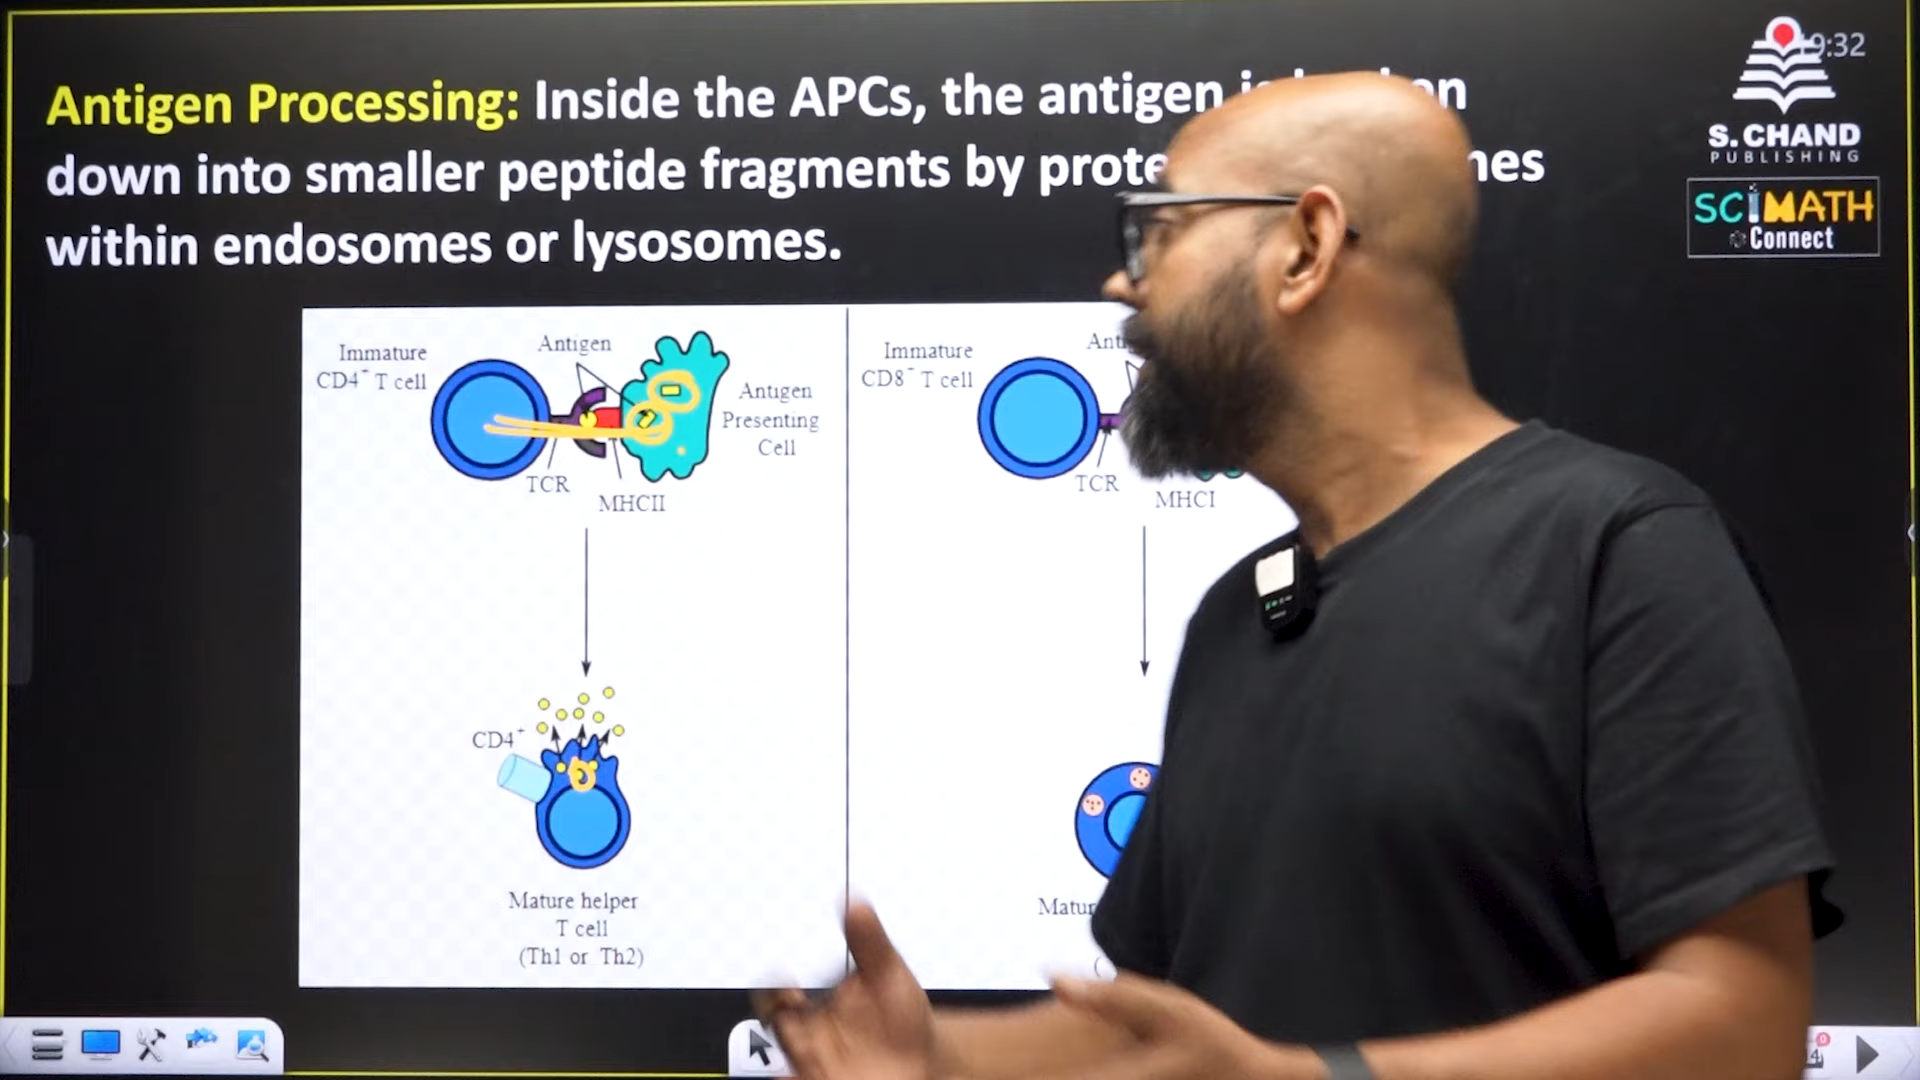 Antigen Processing: Inside the APCs, the antigen
down into smaller peptide fragments by
within endosomes or lysosomes.
9:32
S. CHAND
PUBLISHING
SCIMATH
Connect
Immature
CD4⁺ T cell
Antigen
Antigen
Presenting
Cell
TCR
MHCII
CD4⁺
Mature helper
T cell
(Th1 or Th2)
Immature
CD8⁺ T cell
TCR
MHCI